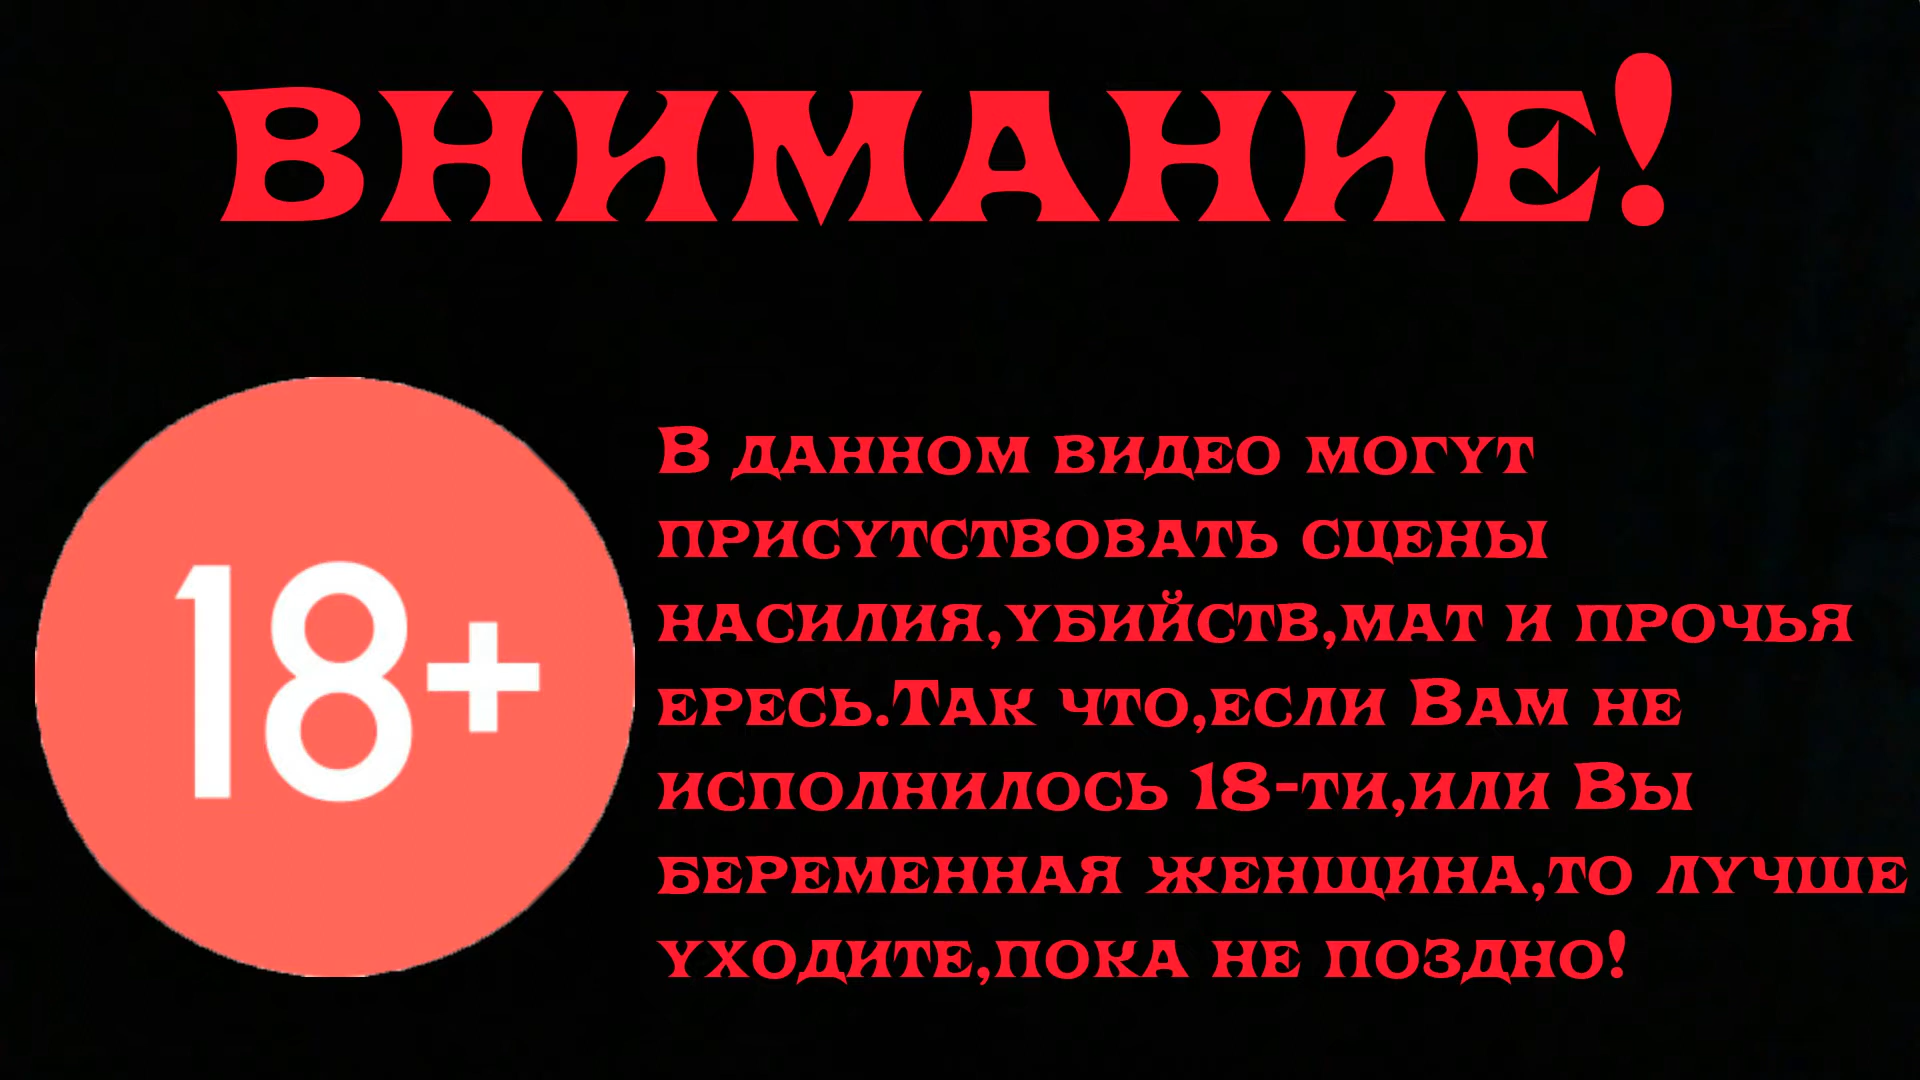 ВНИМАНИЕ!
18+
В данном видео могут
присутствовать сцены
насилия,убийств,мат и прочья
ересь.Так что,если Вам не
исполнилось 18-ти,или Вы
беременная женщина,то лучше
уходите,пока не поздно!